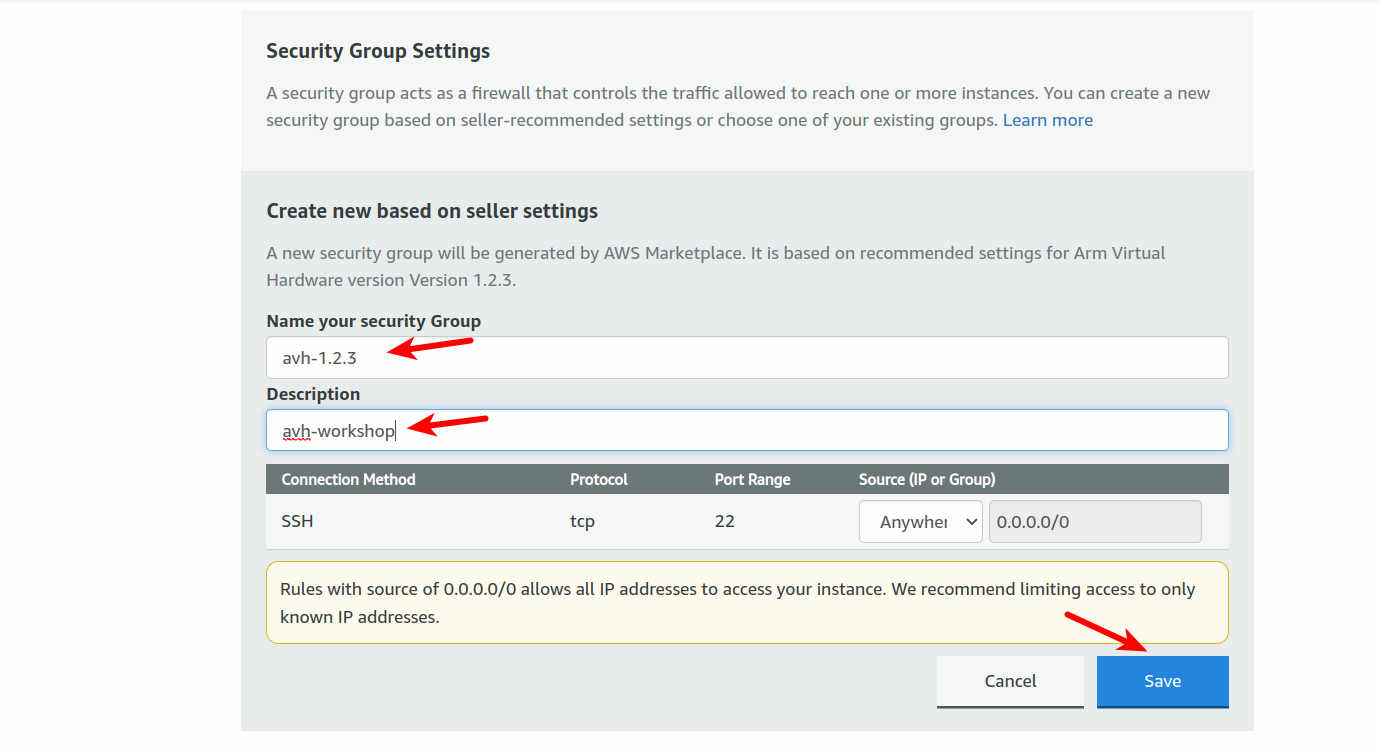 Security Group Settings
A security group acts as a firewall that controls the traffic allowed to reach one or more instances. You can create a new
security group based on seller-recommended settings or choose one of your existing groups. Learn more
Create new based on seller settings
A new security group will be generated by AWS Marketplace. It is based on recommended settings for Arm Virtual
Hardware version Version 1.2.3.
Name your security Group
avh-1.2.3
Description
avh-workshop
Connection Method Protocol Port Range Source (IP or Group)
SSH tcp 22 Anywher 0.0.0.0/0
Rules with source of 0.0.0.0/0 allows all IP addresses to access your instance. We recommend limiting access to only
known IP addresses.
Cancel Save